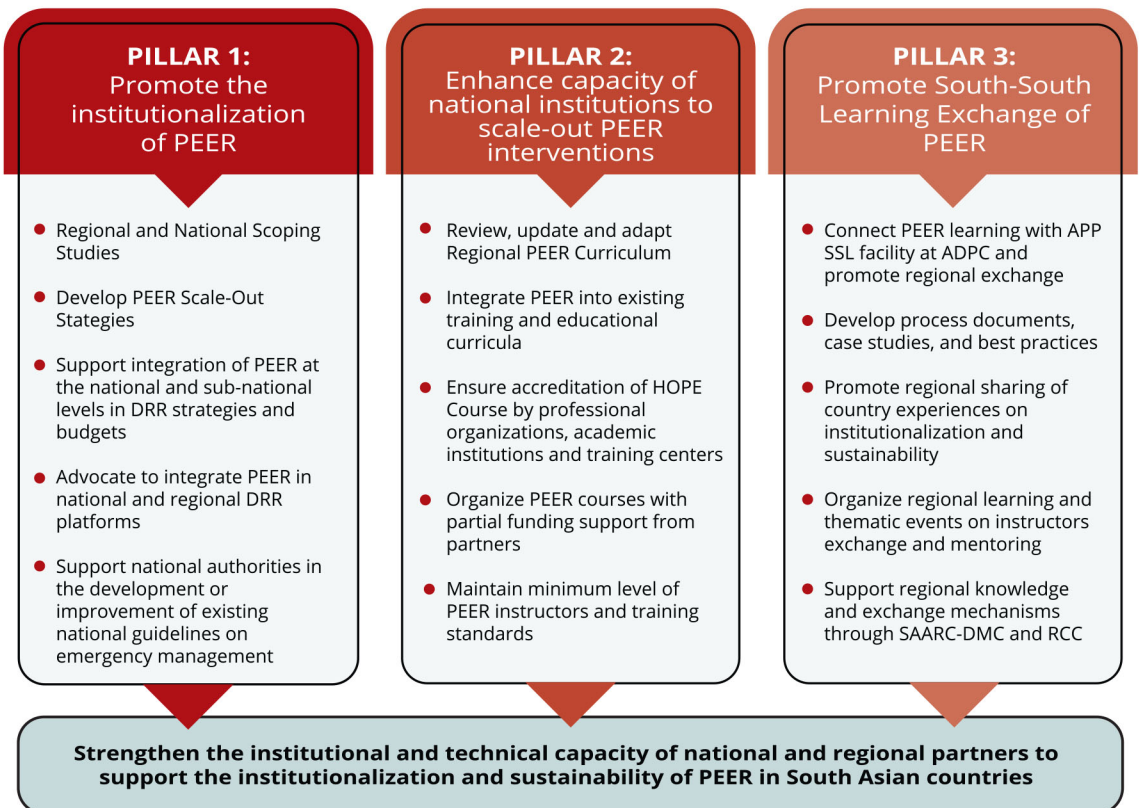 PILLAR 1:
Promote the
institutionalization
of PEER
Regional and National Scoping
Studies
Develop PEER Scale-Out
Stategies
Support integration of PEER at
the national and sub-national
levels in DRR strategies and
budgets
Advocate to integrate PEER in
national and regional DRR
platforms
Support national authorities in
the development or
improvement of existing
national guidelines on
emergency management
PILLAR 2:
Enhance capacity of
national institutions to
scale-out PEER
interventions
Review, update and adapt
Regional PEER Curriculum
Integrate PEER into existing
training and educational
curricula
Ensure accreditation of HOPE
Course by professional
organizations, academic
institutions and training centers
Organize PEER courses with
partial funding support from
partners
Maintain minimum level of
PEER instructors and training
standards
PILLAR 3:
Promote South-South
Learning Exchange of
PEER
Connect PEER learning with APP
SSL facility at ADPC and
promote regional exchange
Develop process documents,
case studies, and best practices
Promote regional sharing of
country experiences on
institutionalization and
sustainability
Organize regional learning and
thematic events on instructors
exchange and mentoring
Support regional knowledge
and exchange mechanisms
through SAARC-DMC and RCC
Strengthen the institutional and technical capacity of national and regional partners to
support the institutionalization and sustainability of PEER in South Asian countries